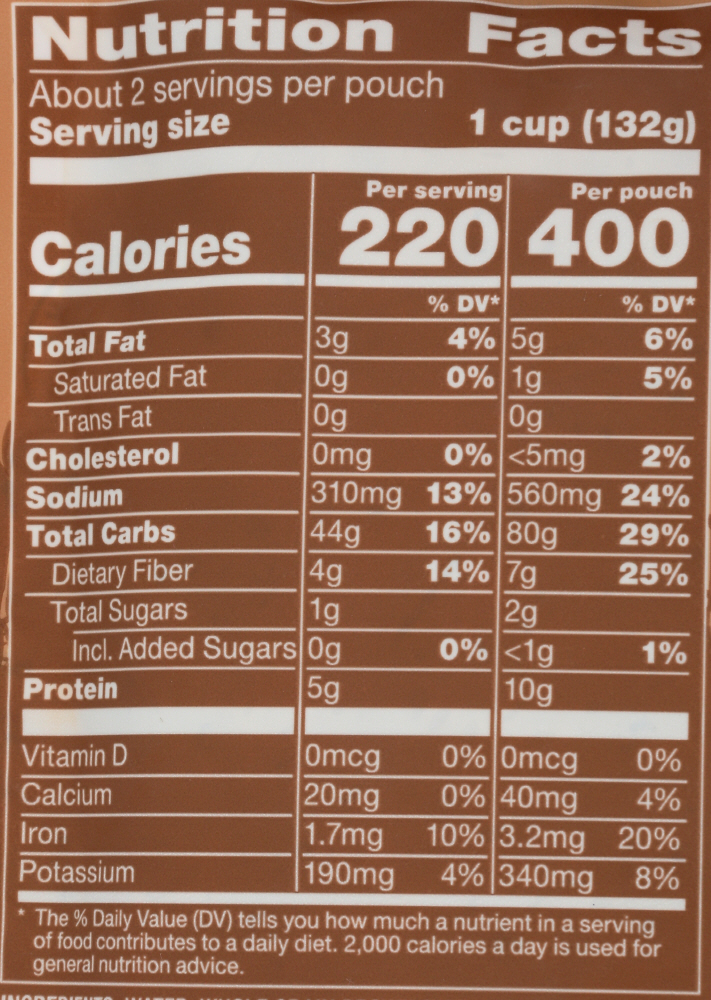 Nutrition Facts
About 2 servings per pouch
Serving size 1 cup (132g)
Per serving Per pouch
Calories 220 400
% DV* % DV*
Total Fat 3g 4% 5g 6%
Saturated Fat 0g 0% 1g 5%
Trans Fat 0g 0g
Cholesterol 0mg 0% <5mg 2%
Sodium 310mg 13% 560mg 24%
Total Carbs 44g 16% 80g 29%
Dietary Fiber 4g 14% 7g 25%
Total Sugars 1g 2g
Incl. Added Sugars 0g 0% <1g 1%
Protein 5g 10g
Vitamin D 0mcg 0% 0mcg 0%
Calcium 20mg 0% 40mg 4%
Iron 1.7mg 10% 3.2mg 20%
Potassium 190mg 4% 340mg 8%
* The % Daily Value (DV) tells you how much a nutrient in a serving
of food contributes to a daily diet. 2,000 calories a day is used for
general nutrition advice.